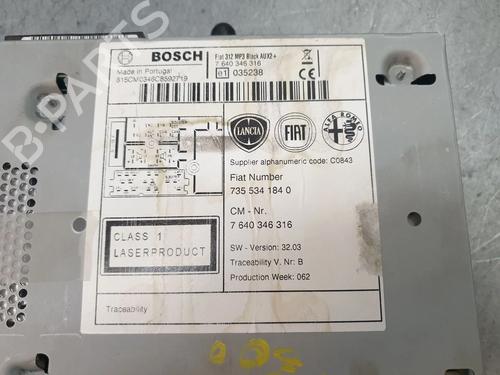 BOSCH
Fiat 312 MP3 Black AUX2+
7 640 346 316
Made in Portugal
e1 035238
815CM0346C8592719
LANCIA
FIAT
ALFA ROMEO
Supplier alphanumeric code: C0843
Fiat Number
735 534 184 0
CM - Nr.
7 640 346 316
CLASS 1
LASERPRODUCT
SW - Version: 32.03
Traceability V. Nr: B
Production Week: 062
Traceability
B-PARTS